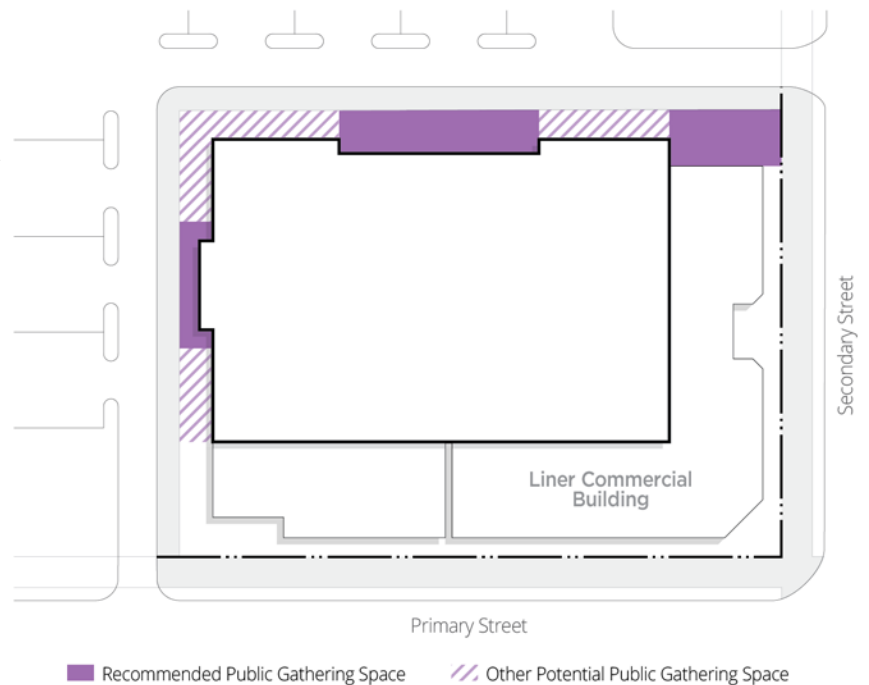 Secondary Street
Liner Commercial
Building
Primary Street
Recommended Public Gathering Space
Other Potential Public Gathering Space